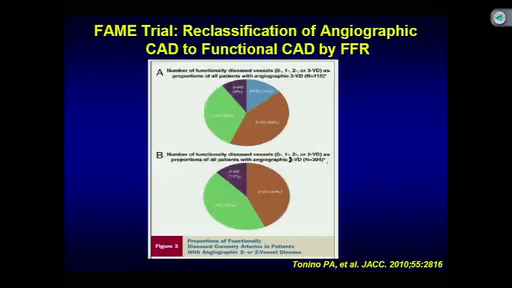 FAME Trial: Reclassification of Angiographic
CAD to Functional CAD by FFR
A
Number of functionally diseased vessels (0-, 1-, 2-, or 3-VD) as
proportions of all patients with angiographic 3-VD (N=115)*
B
Number of functionally diseased vessels (0-, 1-, 2-, or 2-VD) as
proportions of all patients with angiographic 2-VD (N=394)*
Figure 3
Proportions of Functionally
Diseased Coronary Arteries in Patients
With Angiographic 3- or 2-Vessel Disease
Tonino PA, et al. JACC. 2010;55:2816